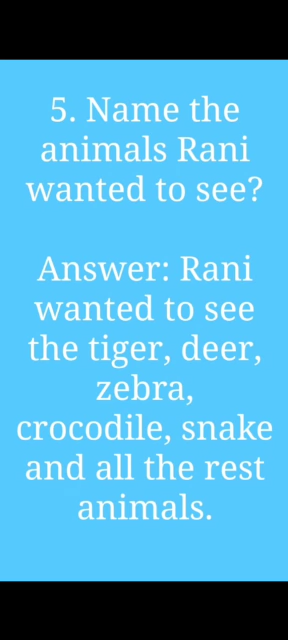 5. Name the
animals Rani
wanted to see?
Answer: Rani
wanted to see
the tiger, deer,
zebra,
crocodile, snake
and all the rest
animals.